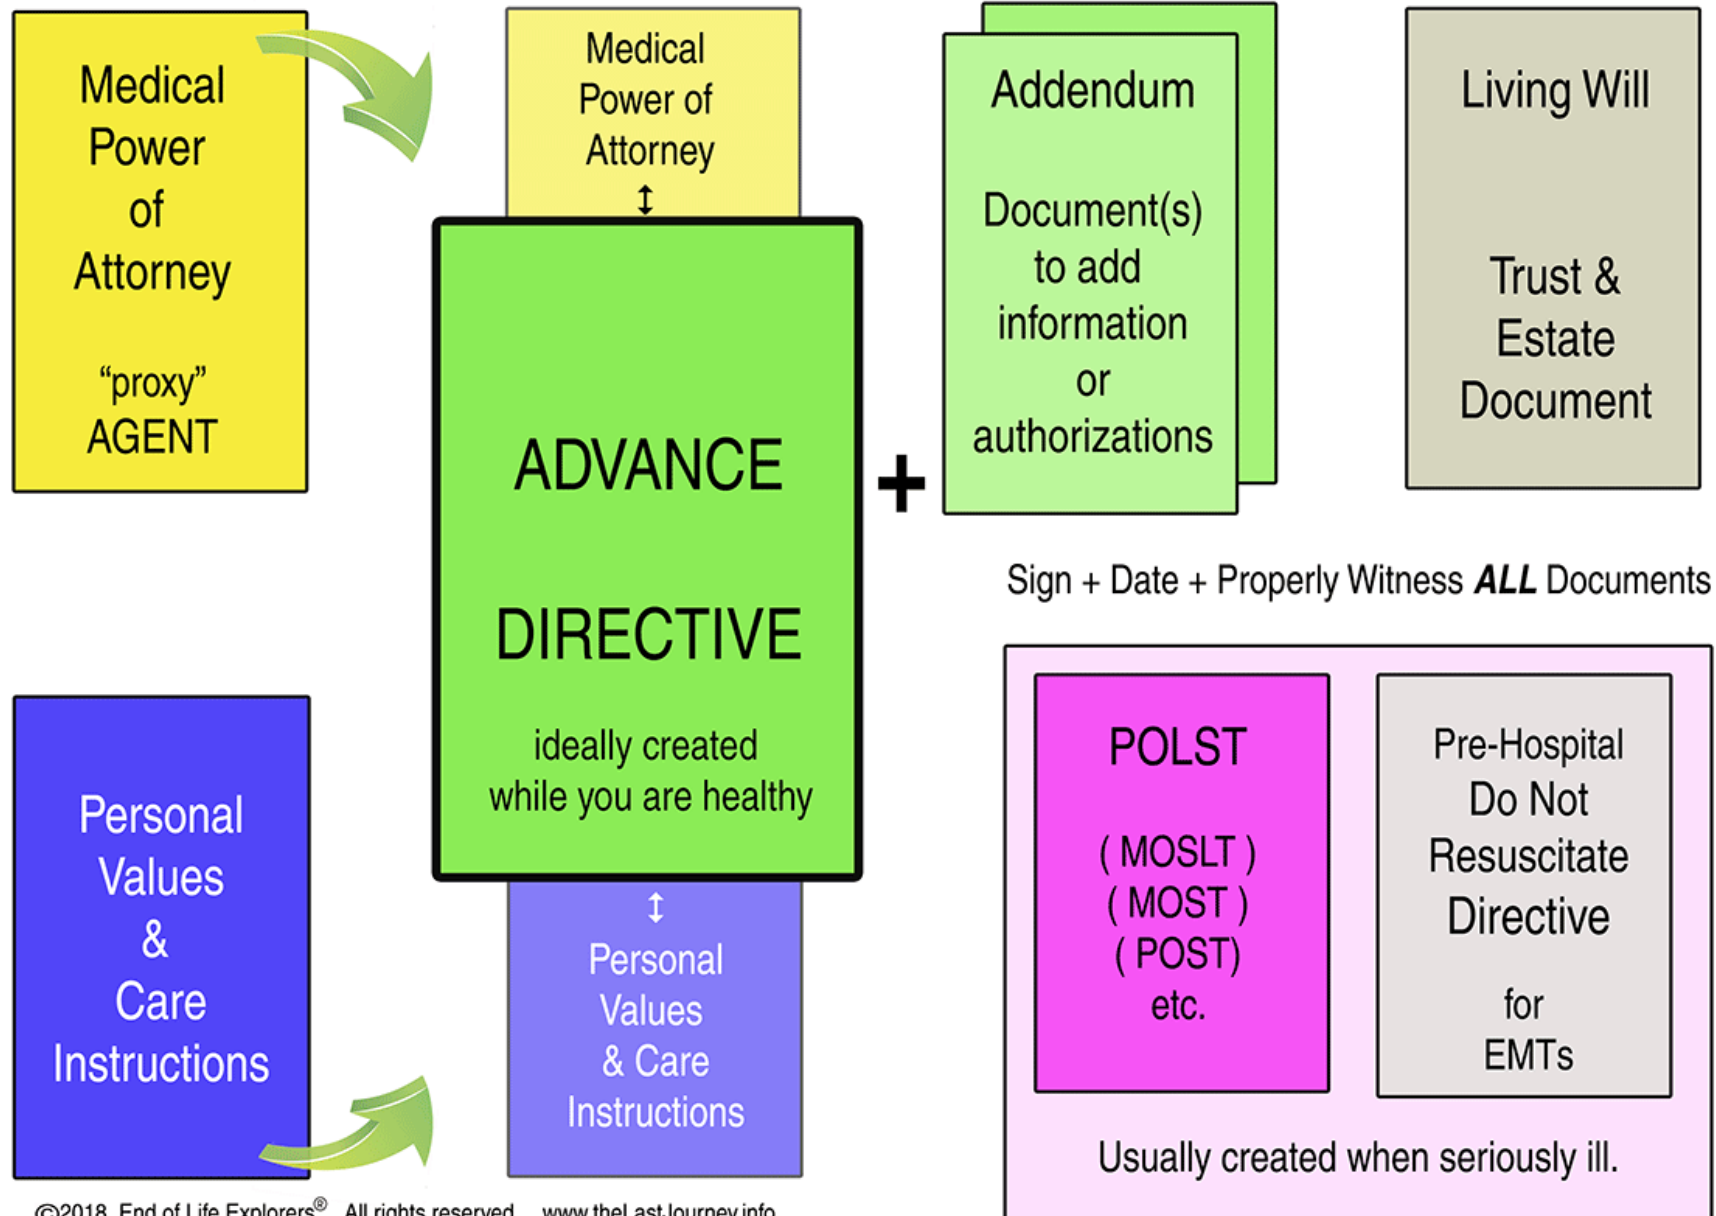 Medical
Power
of
Attorney
“proxy”
AGENT
Medical
Power of
Attorney
ADVANCE
DIRECTIVE
ideally created
while you are healthy
Personal
Values
&
Care
Instructions
Personal
Values
& Care
Instructions
+
Addendum
Document(s)
to add
information
or
authorizations
Living Will
Trust &
Estate
Document
Sign + Date + Properly Witness ALL Documents
POLST
( MOSLT )
( MOST )
( POST)
etc.
Pre-Hospital
Do Not
Resuscitate
Directive
for
EMTs
Usually created when seriously ill.
©2018 End of Life Explorers® All rights reserved www.theLastJourney.info